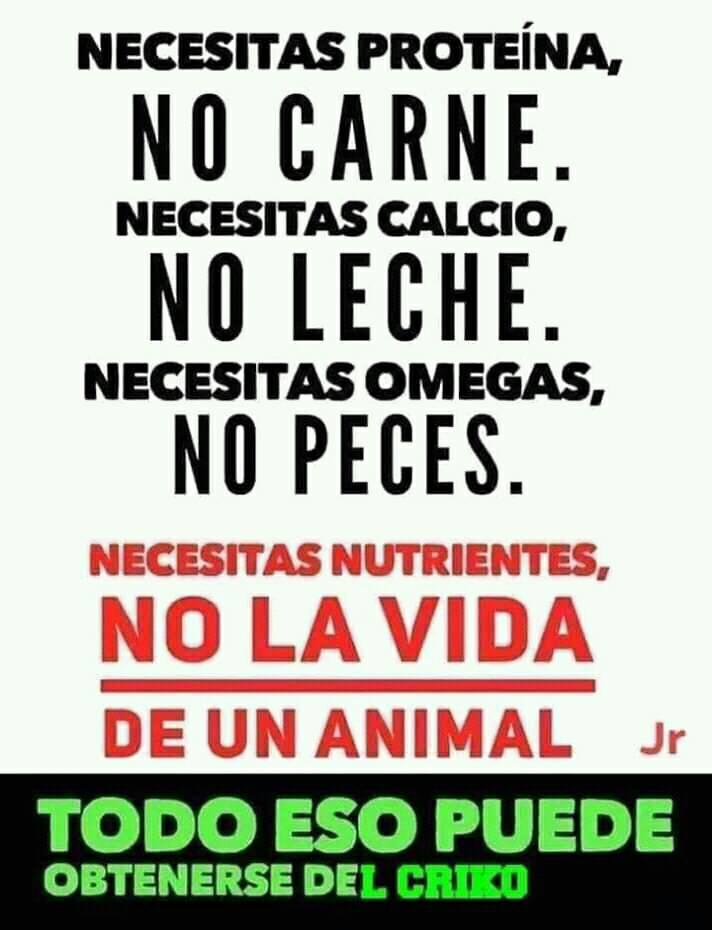 NECESITAS PROTEÍNA,
NO CARNE.
NECESITAS CALCIO,
NO LECHE.
NECESITAS OMEGAS,
NO PECES.
NECESITAS NUTRIENTES,
NO LA VIDA
DE UN ANIMAL Jr
TODO ESO PUEDE
OBTENERSE DEL CRIKO